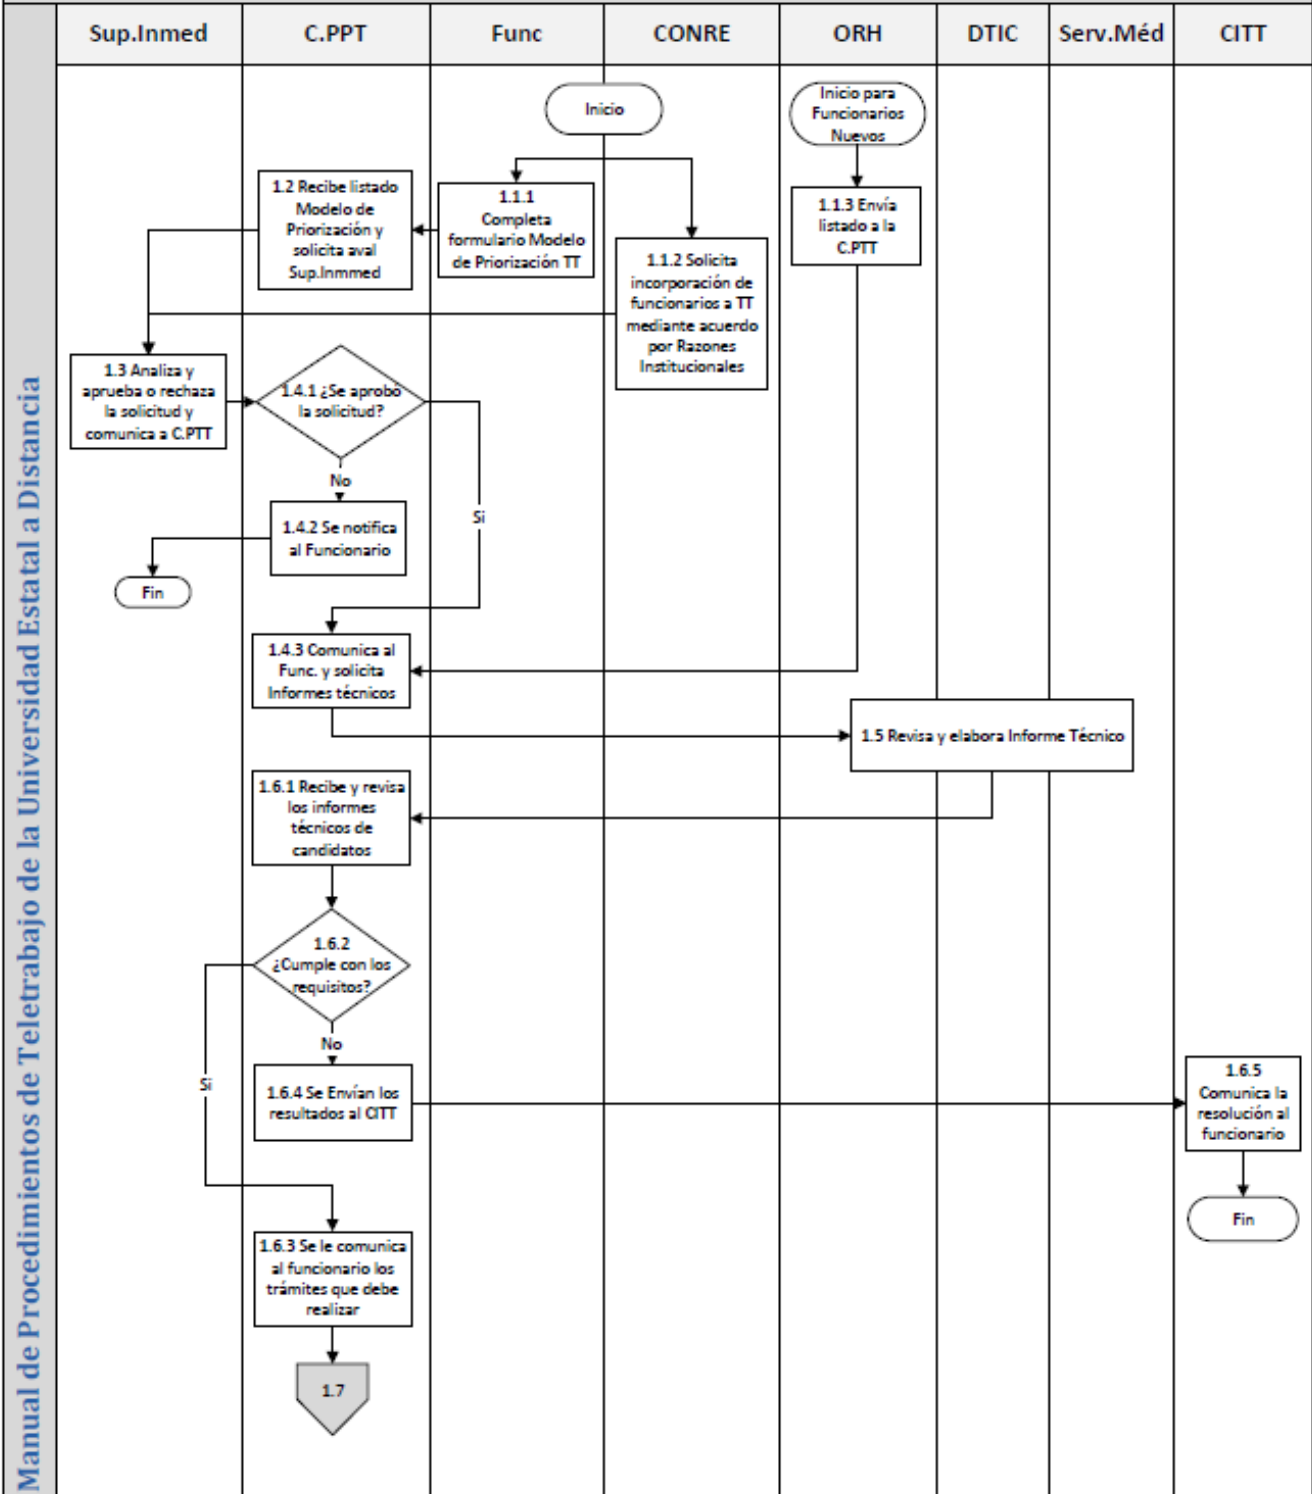 Manual de Procedimientos de Teletrabajo de la Universidad Estatal a Distancia
Sup.Inmed
C.PPT
Func
CONRE
ORH
DTIC
Serv.Méd
CITT
Inicio
Inicio para
Funcionarios
Nuevos
1.2 Recibe listado
Modelo de
Priorización y
solicita aval
Sup.Inmmed
1.1.1
Completa
formulario Modelo
de Priorización TT
1.1.2 Solicita
incorporación de
funcionarios a TT
mediante acuerdo
por Razones
Institucionales
1.1.3 Envía
listado a la
C.PTT
1.3 Analiza y
aprueba o rechaza
la solicitud y
comunica a C.PTT
1.4.1 ¿Se aprobó
la solicitud?
No
Si
1.4.2 Se notifica
al Funcionario
Fin
1.4.3 Comunica al
Func. y solicita
Informes técnicos
1.5 Revisa y elabora Informe Técnico
1.6.1 Recibe y revisa
los informes
técnicos de
candidatos
1.6.2
¿Cumple con los
requisitos?
No
Si
1.6.4 Se Envían los
resultados al CITT
1.6.5
Comunica la
resolución al
funcionario
Fin
1.6.3 Se le comunica
al funcionario los
trámites que debe
realizar
1.7